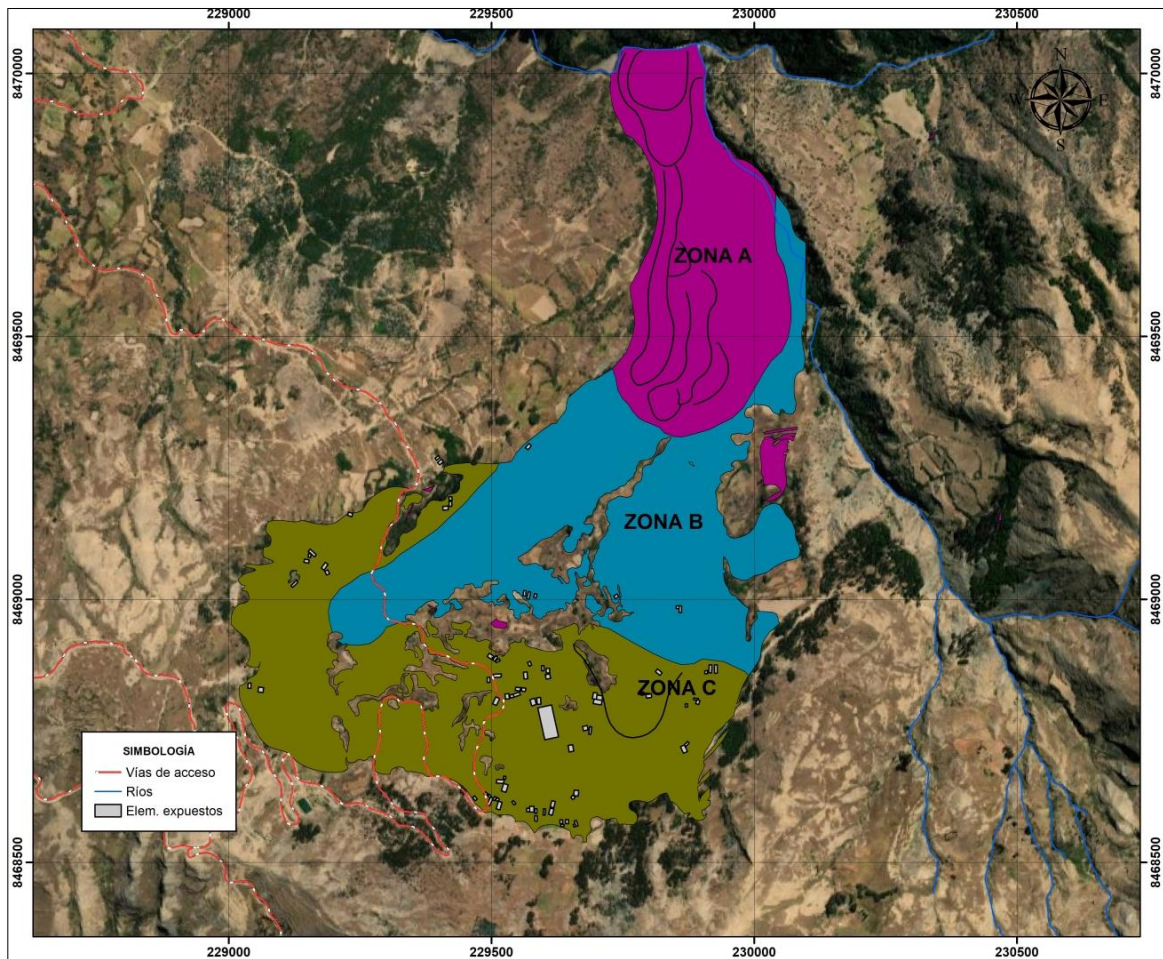 229000
229500
230000
230500
8470000
8470000
N
W
E
S
ZONA A
8469500
8469500
ZONA B
8469000
8469000
ZONA C
SIMBOLOGÍA
Vías de acceso
Ríos
Elem. expuestos
8468500
8468500
229000
229500
230000
230500